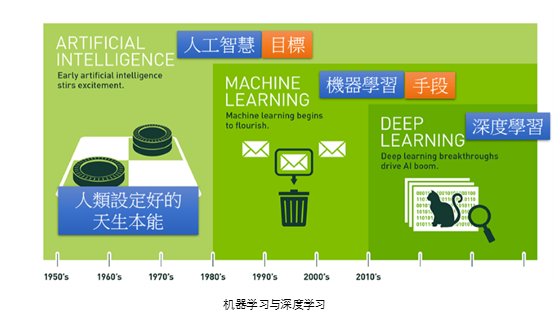 ARTIFICIAL
INTELLIGENCE
人工智慧
目標
Early artificial intelligence
stirs excitement.
人類設定好的
天生本能
MACHINE
LEARNING
機器學習
手段
Machine learning begins
to flourish.
DEEP
LEARNING
深度學習
Deep learning breakthroughs
drive AI boom.
1950's
1960's
1970's
1980's
1990's
2000's
2010's
机器学习与深度学习